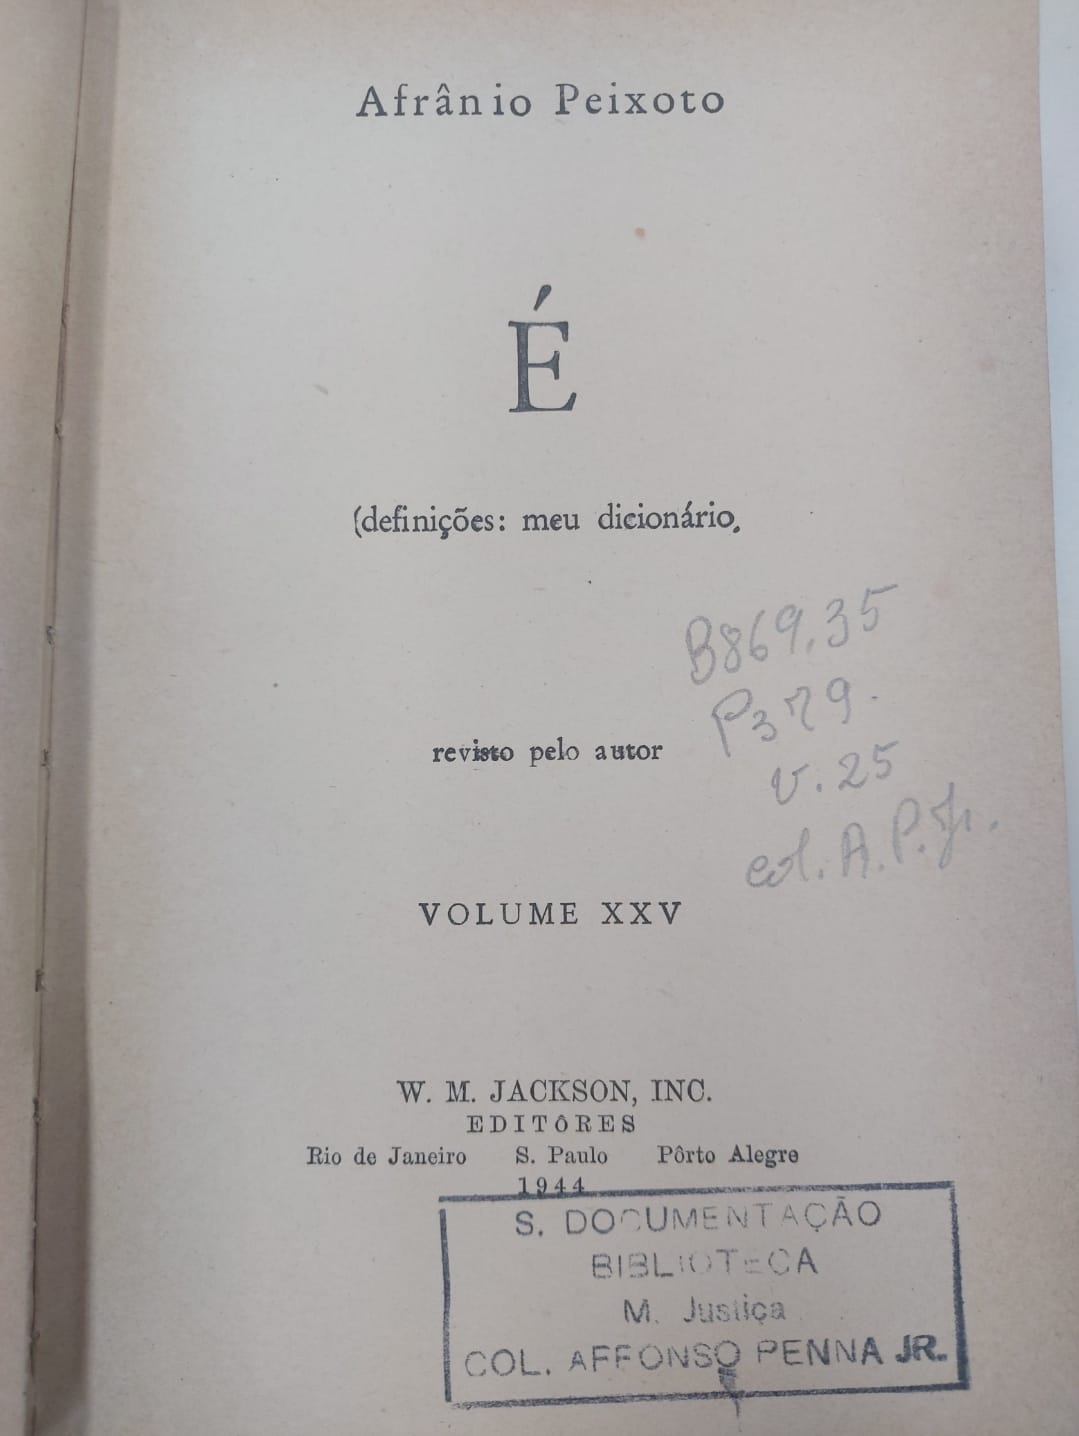 Afrânio Peixoto
É
(definições: meu dicionário.
B869.35
P379.
v. 25
col. A. P. Jr.
revisto pelo autor
VOLUME XXV
W. M. JACKSON, INC.
EDITÔRES
Rio de Janeiro S. Paulo Pôrto Alegre
1944
S. DOCUMENTAÇÃO
BIBLIOTECA
M. Justiça
COL. AFFONSO PENNA JR.